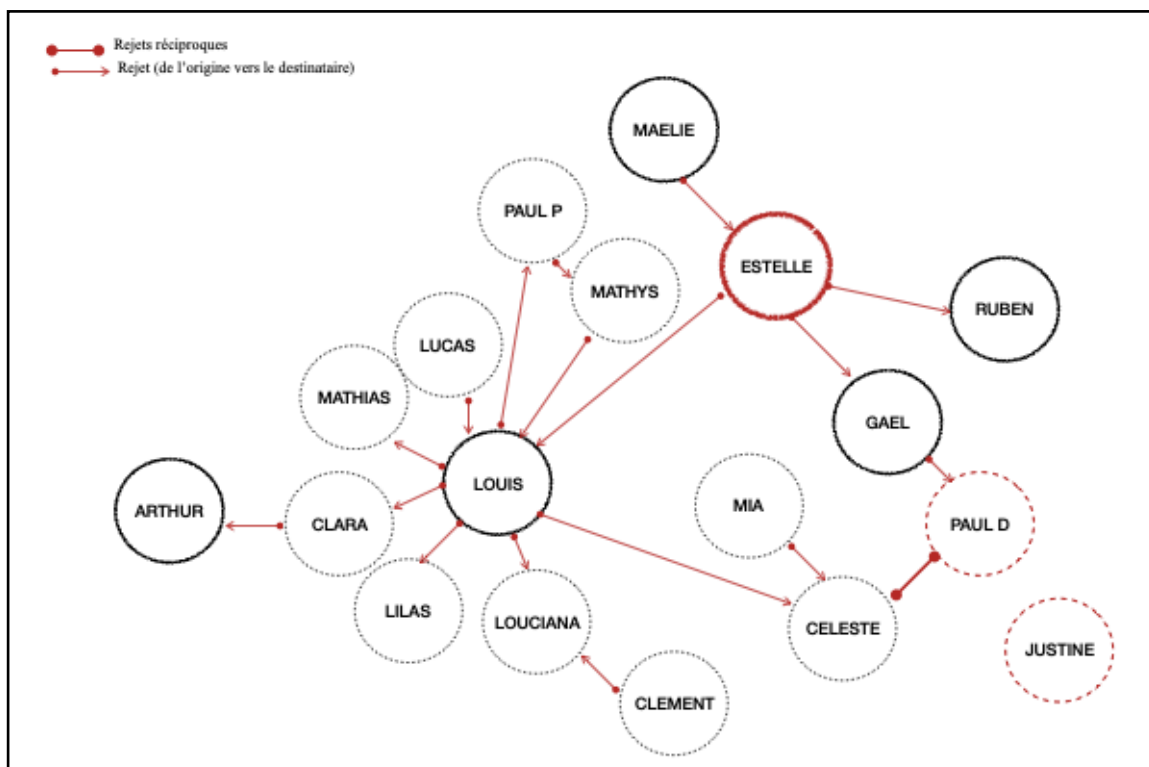 Rejets réciproques
Rejet (de l'origine vers le destinataire)
MAELIE
PAUL P
ESTELLE
MATHYS
RUBEN
LUCAS
MATHIAS
GAEL
LOUIS
MIA
ARTHUR
CLARA
PAUL D
LILAS
LOUCIANA
CELESTE
JUSTINE
CLEMENT